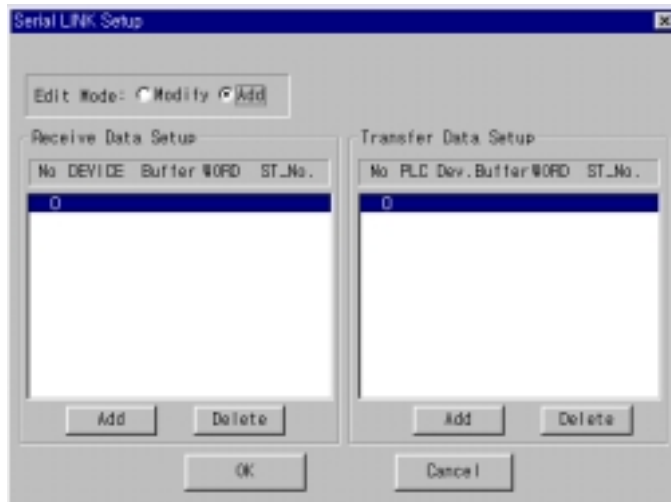 Serial LINK Setup
Edit Mode: Modify Add
Receive Data Setup
No DEVICE Buffer WORD ST_No.
0
Add Delete
Transfer Data Setup
No PLC Dev.Buffer WORD ST_No.
0
Add Delete
OK Cancel